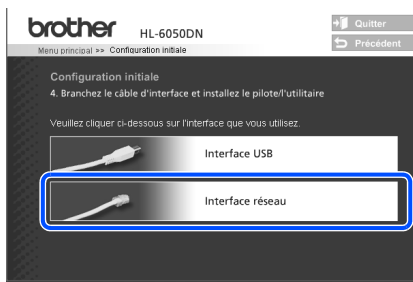 brother HL-6050DN
Quitter
Précédent
Menu principal >> Configuration initiale
Configuration initiale
4. Branchez le câble d'interface et installez le pilote/l'utilitaire
Veuillez cliquer ci-dessous sur l'interface que vous utilisez.
Interface USB
Interface réseau